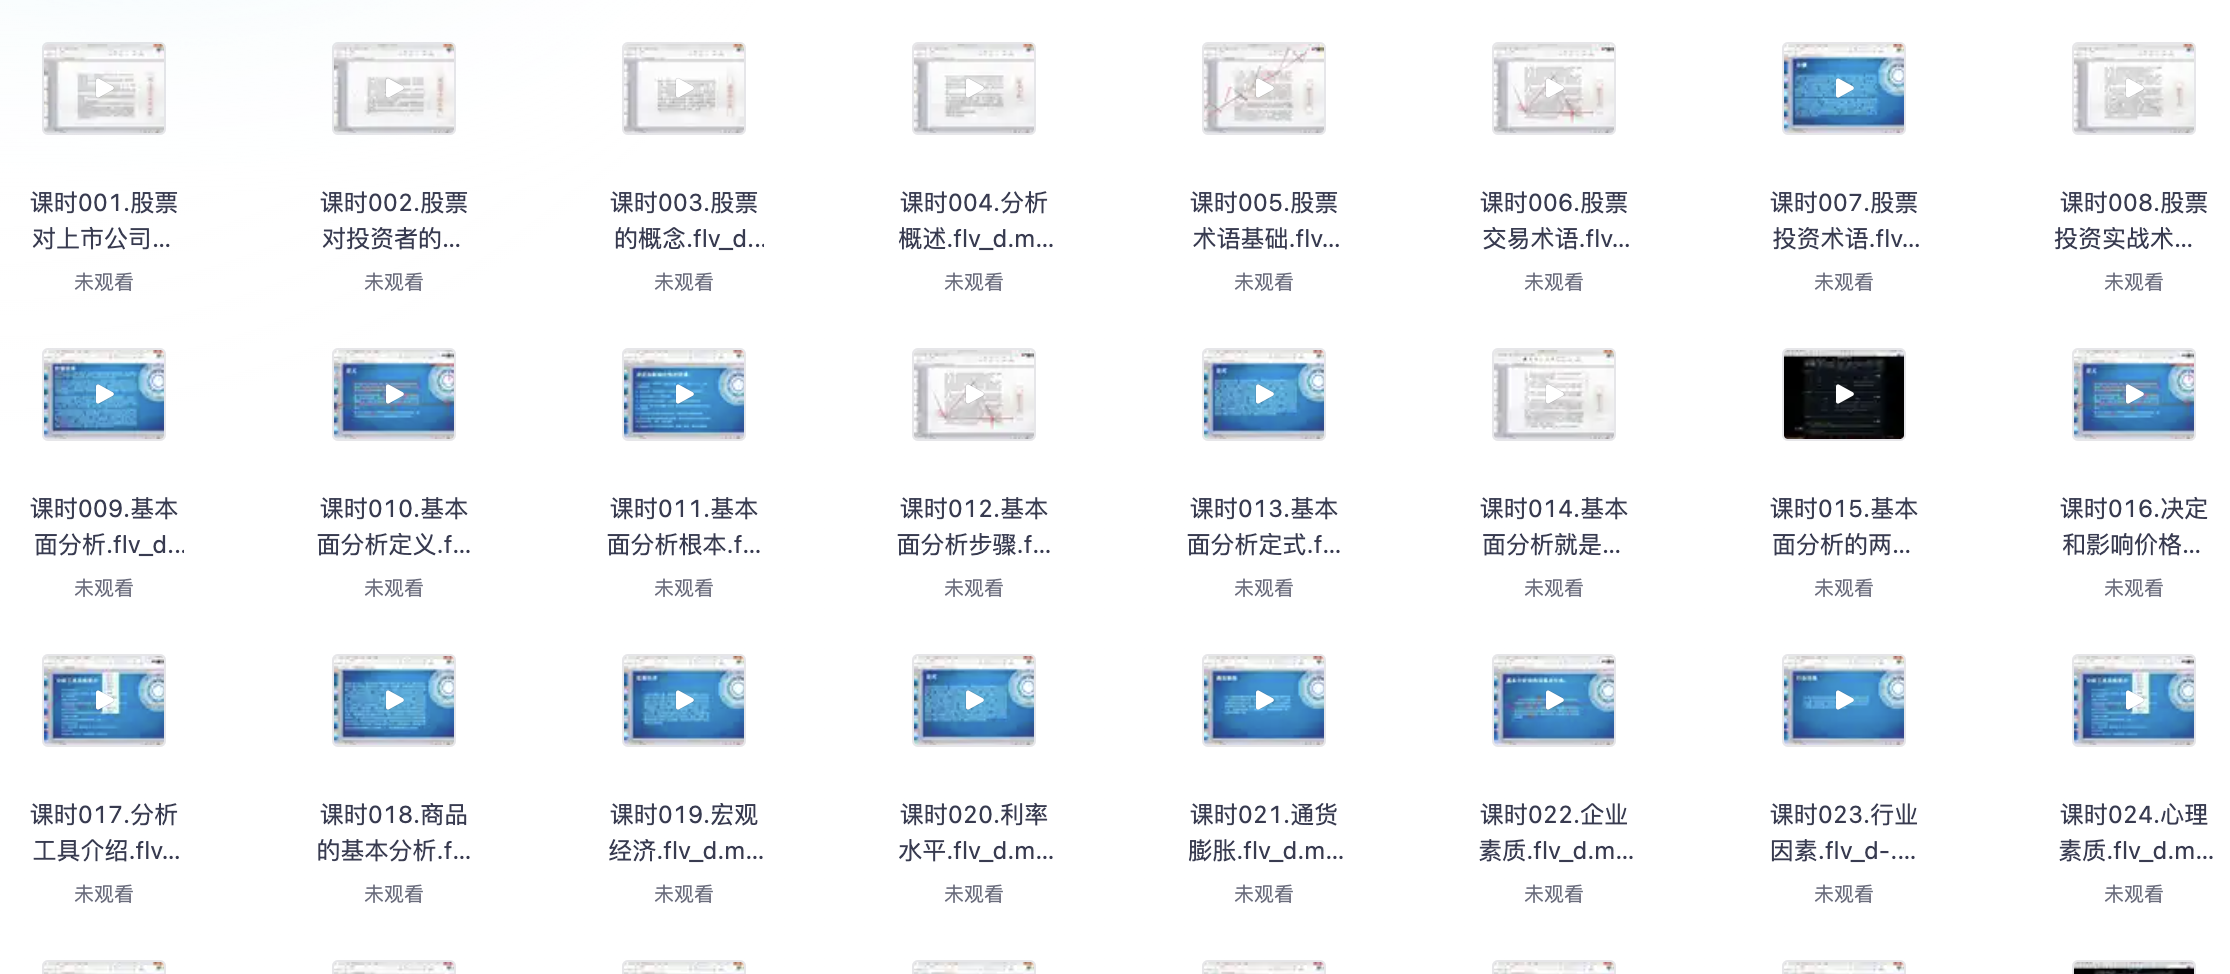 课时001.股票
对上市公司...
未观看
课时002.股票
对投资者的...
未观看
课时003.股票
的概念.flv_d...
未观看
课时004.分析
概述.flv_d.m...
未观看
课时005.股票
术语基础.flv...
未观看
课时006.股票
交易术语.flv...
未观看
课时007.股票
投资术语.flv...
未观看
课时008.股票
投资实战术...
未观看
课时009.基本
面分析.flv_d...
未观看
课时010.基本
面分析定义.f...
未观看
课时011.基本
面分析根本.f...
未观看
课时012.基本
面分析步骤.f...
未观看
课时013.基本
面分析定式.f...
未观看
课时014.基本
面分析就是...
未观看
课时015.基本
面分析的两...
未观看
课时016.决定
和影响价格...
未观看
课时017.分析
工具介绍.flv...
未观看
课时018.商品
的基本分析.f...
未观看
课时019.宏观
经济.flv_d.m...
未观看
课时020.利率
水平.flv_d.m...
未观看
课时021.通货
膨胀.flv_d.m...
未观看
课时022.企业
素质.flv_d.m...
未观看
课时023.行业
因素.flv_d-....
未观看
课时024.心理
素质.flv_d.m...
未观看